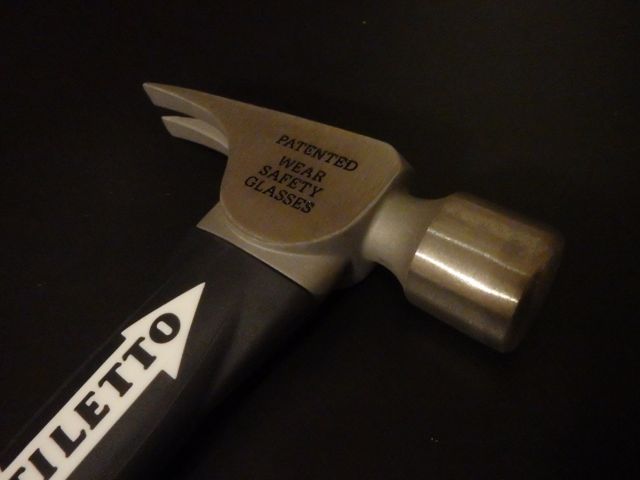 PATENTED
WEAR
SAFETY
GLASSES
TILETTO